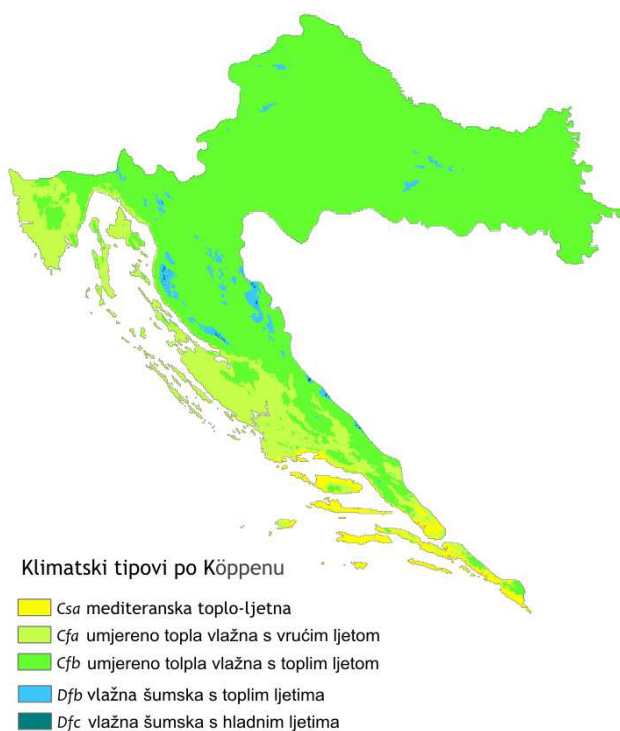 Klimatski tipovi po Köppenu
Csa mediteranska toplo-ljetna
Cfa umjereno topla vlažna s vrućim ljetom
Cfb umjereno tolpla vlažna s toplim ljetom
Dfb vlažna šumska s toplim ljetima
Dfc vlažna šumska s hladnim ljetima